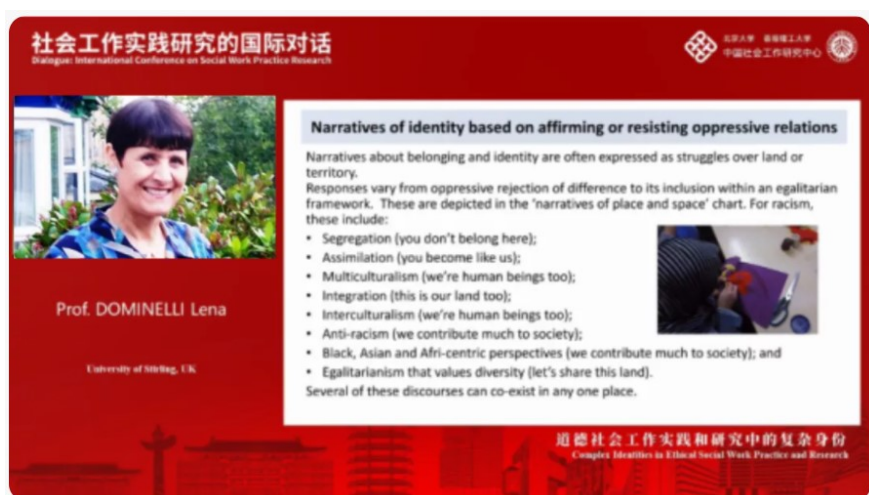 社会工作实践研究的国际对话
Dialogue: International Conference on Social Work Practice Research
北京大学 香港理工大学
中国社会工作研究中心
Narratives of identity based on affirming or resisting oppressive relations
Narratives about belonging and identity are often expressed as struggles over land or
territory.
Responses vary from oppressive rejection of difference to its inclusion within an egalitarian
framework. These are depicted in the ‘narratives of place and space’ chart. For racism,
these include:
• Segregation (you don’t belong here);
• Assimilation (you become like us);
• Multiculturalism (we’re human beings too);
• Integration (this is our land too);
• Interculturalism (we’re human beings too);
• Anti-racism (we contribute much to society);
• Black, Asian and Afri-centric perspectives (we contribute much to society); and
• Egalitarianism that values diversity (let’s share this land).
Several of these discourses can co-exist in any one place.
Prof. DOMINELLI Lena
University of Stirling, UK
道德社会工作实践和研究中的复杂身份
Complex Identities in Ethical Social Work Practice and Research